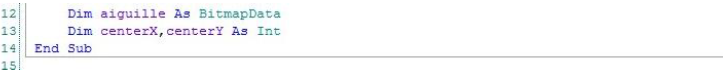 12 Dim aiguille As BitmapData
13 Dim centerX,centerY As Int
14 End Sub
15